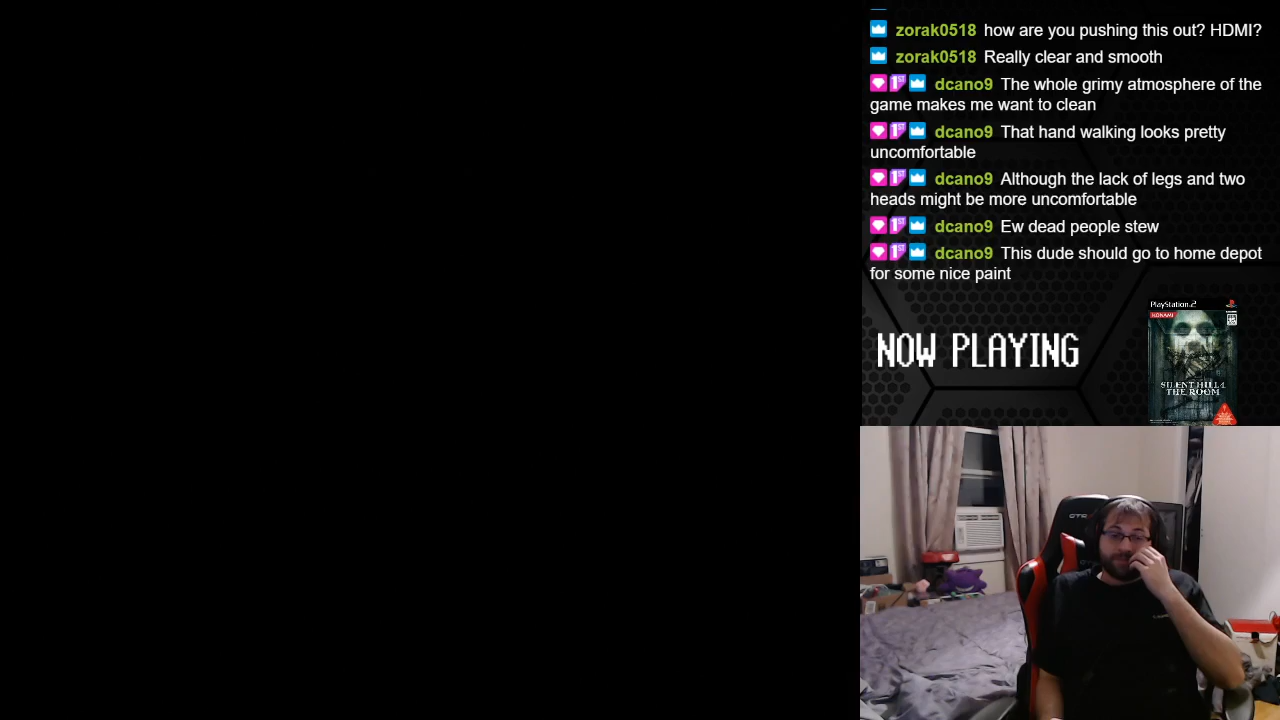 zorak0518 how are you pushing this out? HDMI?
zorak0518 Really clear and smooth
dcano9 The whole grimy atmosphere of the
game makes me want to clean
dcano9 That hand walking looks pretty
uncomfortable
dcano9 Although the lack of legs and two
heads might be more uncomfortable
dcano9 Ew dead people stew
dcano9 This dude should go to home depot
for some nice paint
NOW PLAYING
PlayStation 2
KONAMI
SILENT HILL 4
THE ROOM